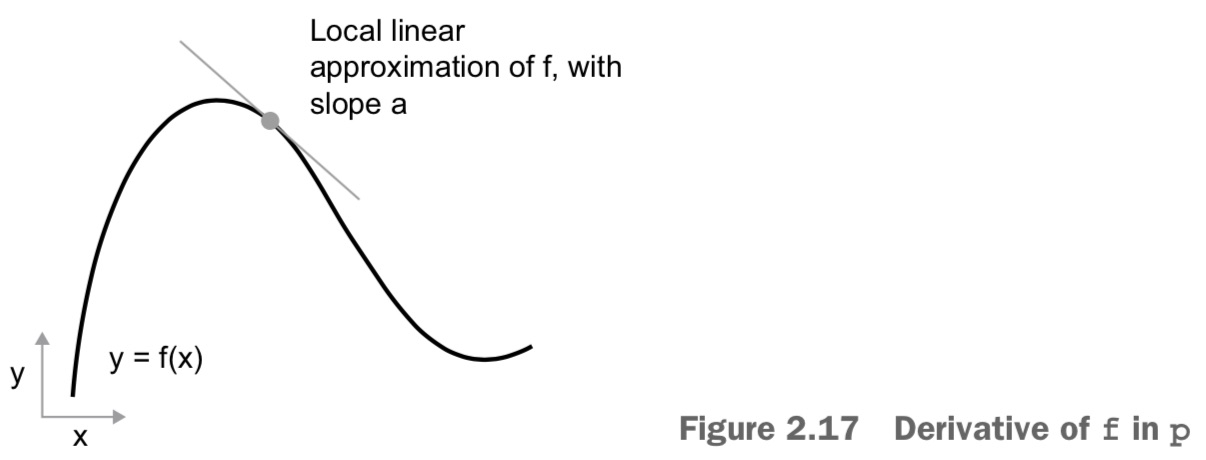 Local linear
approximation of f, with
slope a
y = f(x)
y
x
Figure 2.17 Derivative of f in p